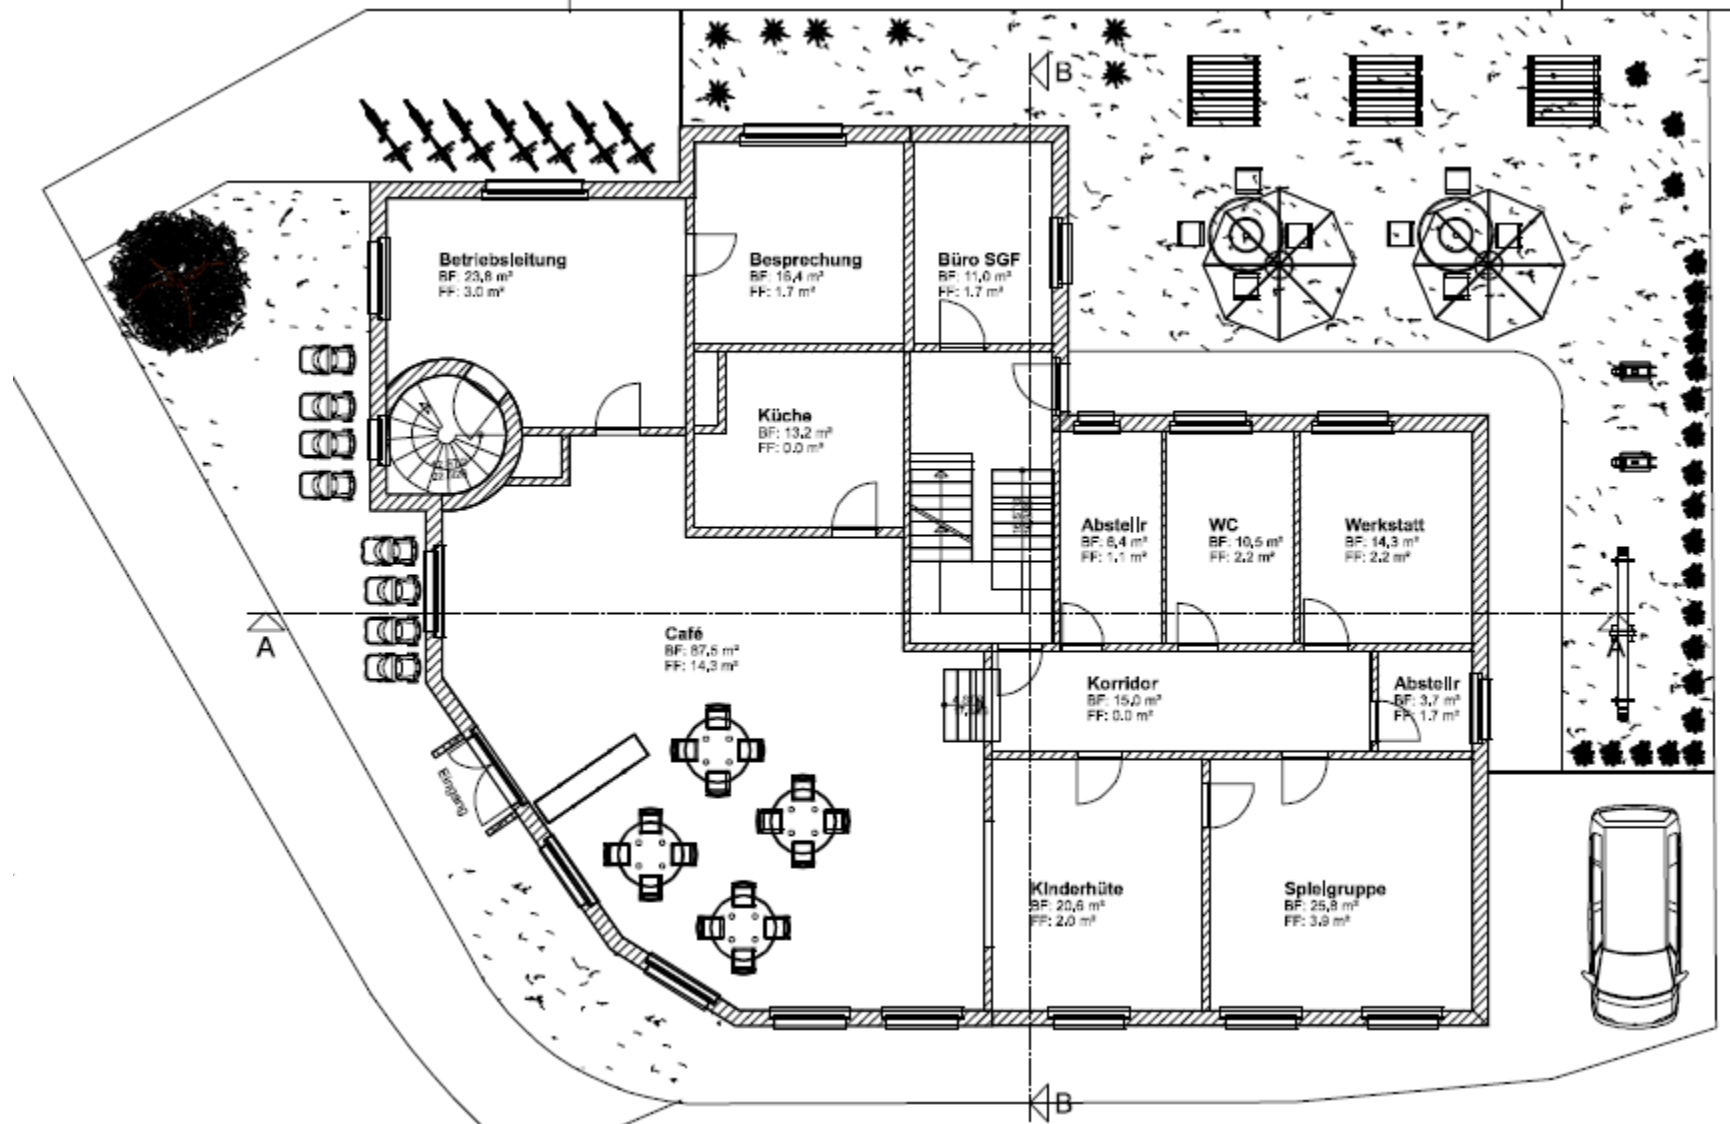 B
Betriebsleitung
BF: 23,8 m²
FF: 3.0 m²
Besprechung
BF: 16,4 m²
FF: 1.7 m²
Büro SGF
BF: 11,0 m²
FF: 1.7 m²
Küche
BF: 13,2 m²
FF: 0.0 m²
Abstellr
BF: 8,4 m²
FF: 1.1 m²
WC
BF: 10,5 m²
FF: 2.2 m²
Werkstatt
BF: 14,3 m²
FF: 2.2 m²
A
Café
BF: 87,5 m²
FF: 14,3 m²
A
Korridor
BF: 15,0 m²
FF: 0.0 m²
Abstellr
BF: 3,7 m²
FF: 1.7 m²
Eingang
Kinderhüte
BF: 20,6 m²
FF: 2.0 m²
Spielgruppe
BF: 25,8 m²
FF: 3.9 m²
B